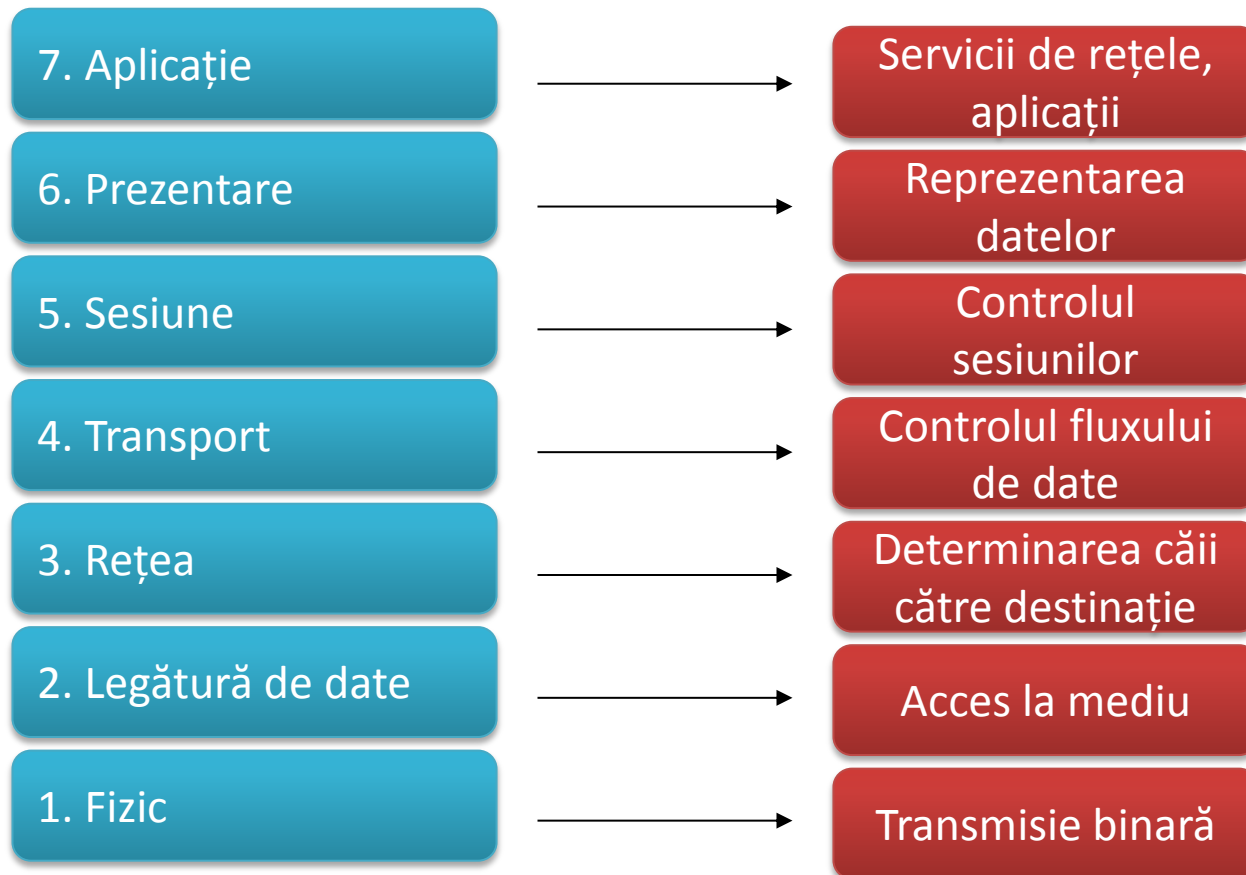 7. Aplicație
Servicii de rețele,
aplicații
6. Prezentare
Reprezentarea
datelor
5. Sesiune
Controlul
sesiunilor
4. Transport
Controlul fluxului
de date
3. Rețea
Determinarea căii
către destinație
2. Legătură de date
Acces la mediu
1. Fizic
Transmisie binară